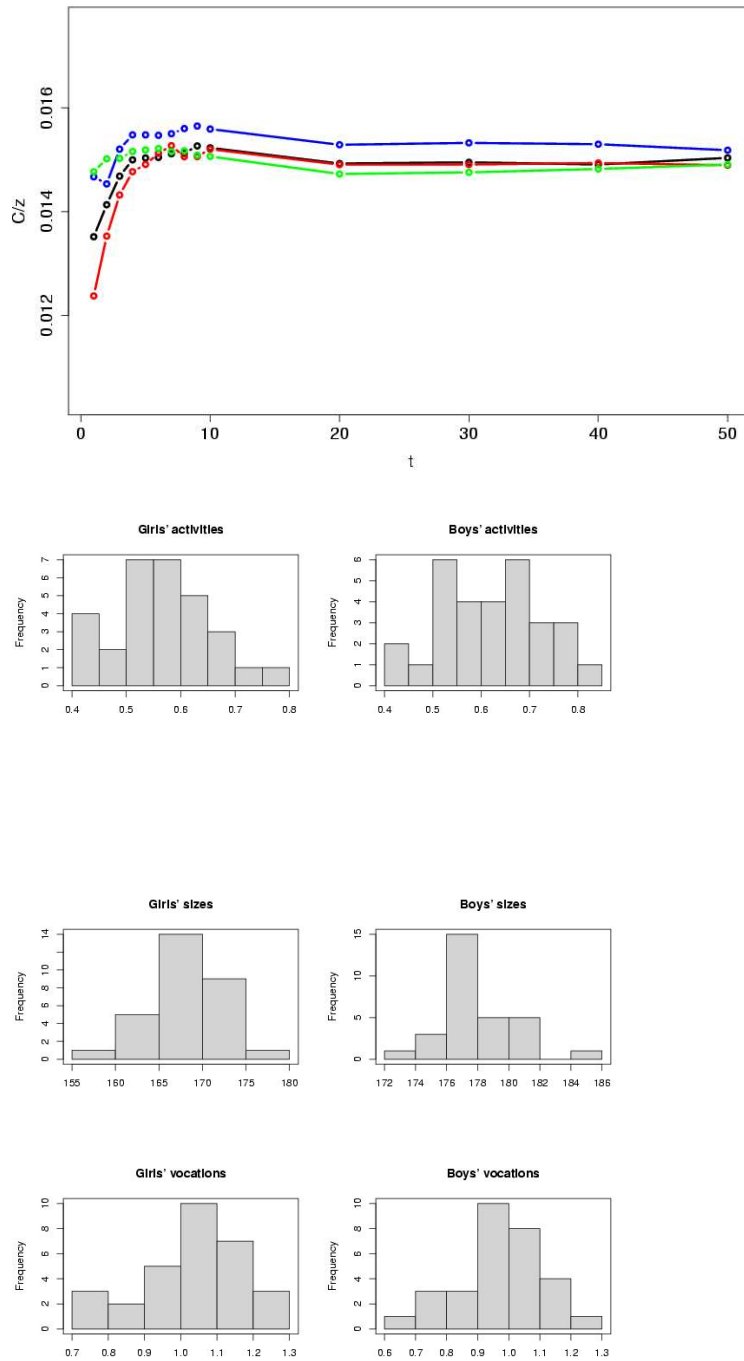 0.016
0.014
0.012
C/z
0 10 20 30 40 50
t
Girls' activities
Frequency
7
6
5
4
3
2
1
0
0.4 0.5 0.6 0.7 0.8
Boys' activities
Frequency
6
5
4
3
2
1
0
0.4 0.5 0.6 0.7 0.8
Girls' sizes
Frequency
14
10
8
6
4
2
0
155 160 165 170 175 180
Boys' sizes
Frequency
15
10
5
0
172 174 176 178 180 182 184 186
Girls' vocations
Frequency
10
8
6
4
2
0
0.7 0.8 0.9 1.0 1.1 1.2 1.3
Boys' vocations
Frequency
10
8
6
4
2
0
0.6 0.7 0.8 0.9 1.0 1.1 1.2 1.3